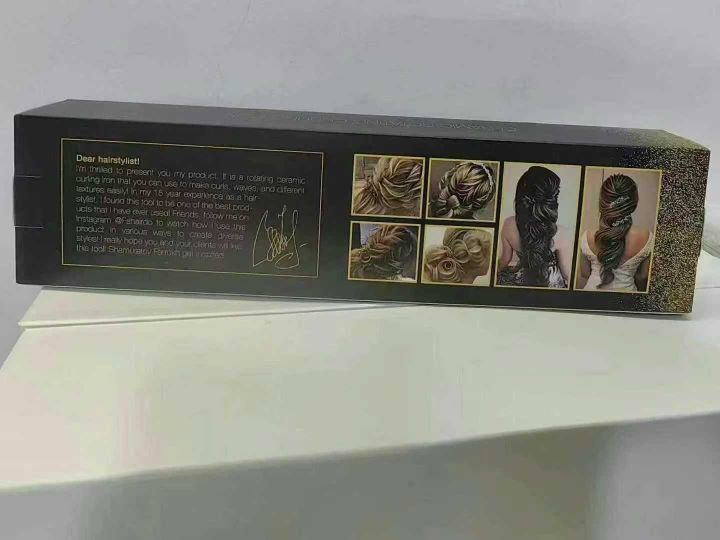 Dear hairstylist!
I'm thrilled to present you my product. It is a rotating ceramic
curling iron that you can use to make curls, waves, and different
textures easily! In my 15 year experience as a hair
stylist, I found this tool to be one of the best prod-
ucts that I have ever used! Friends, follow me on
Instagram @Fshairdo to watch how I use this
product in various ways to create diverse
styles! I really hope you and your clients will like
this tool! Shamuratov Farrukh get inspired